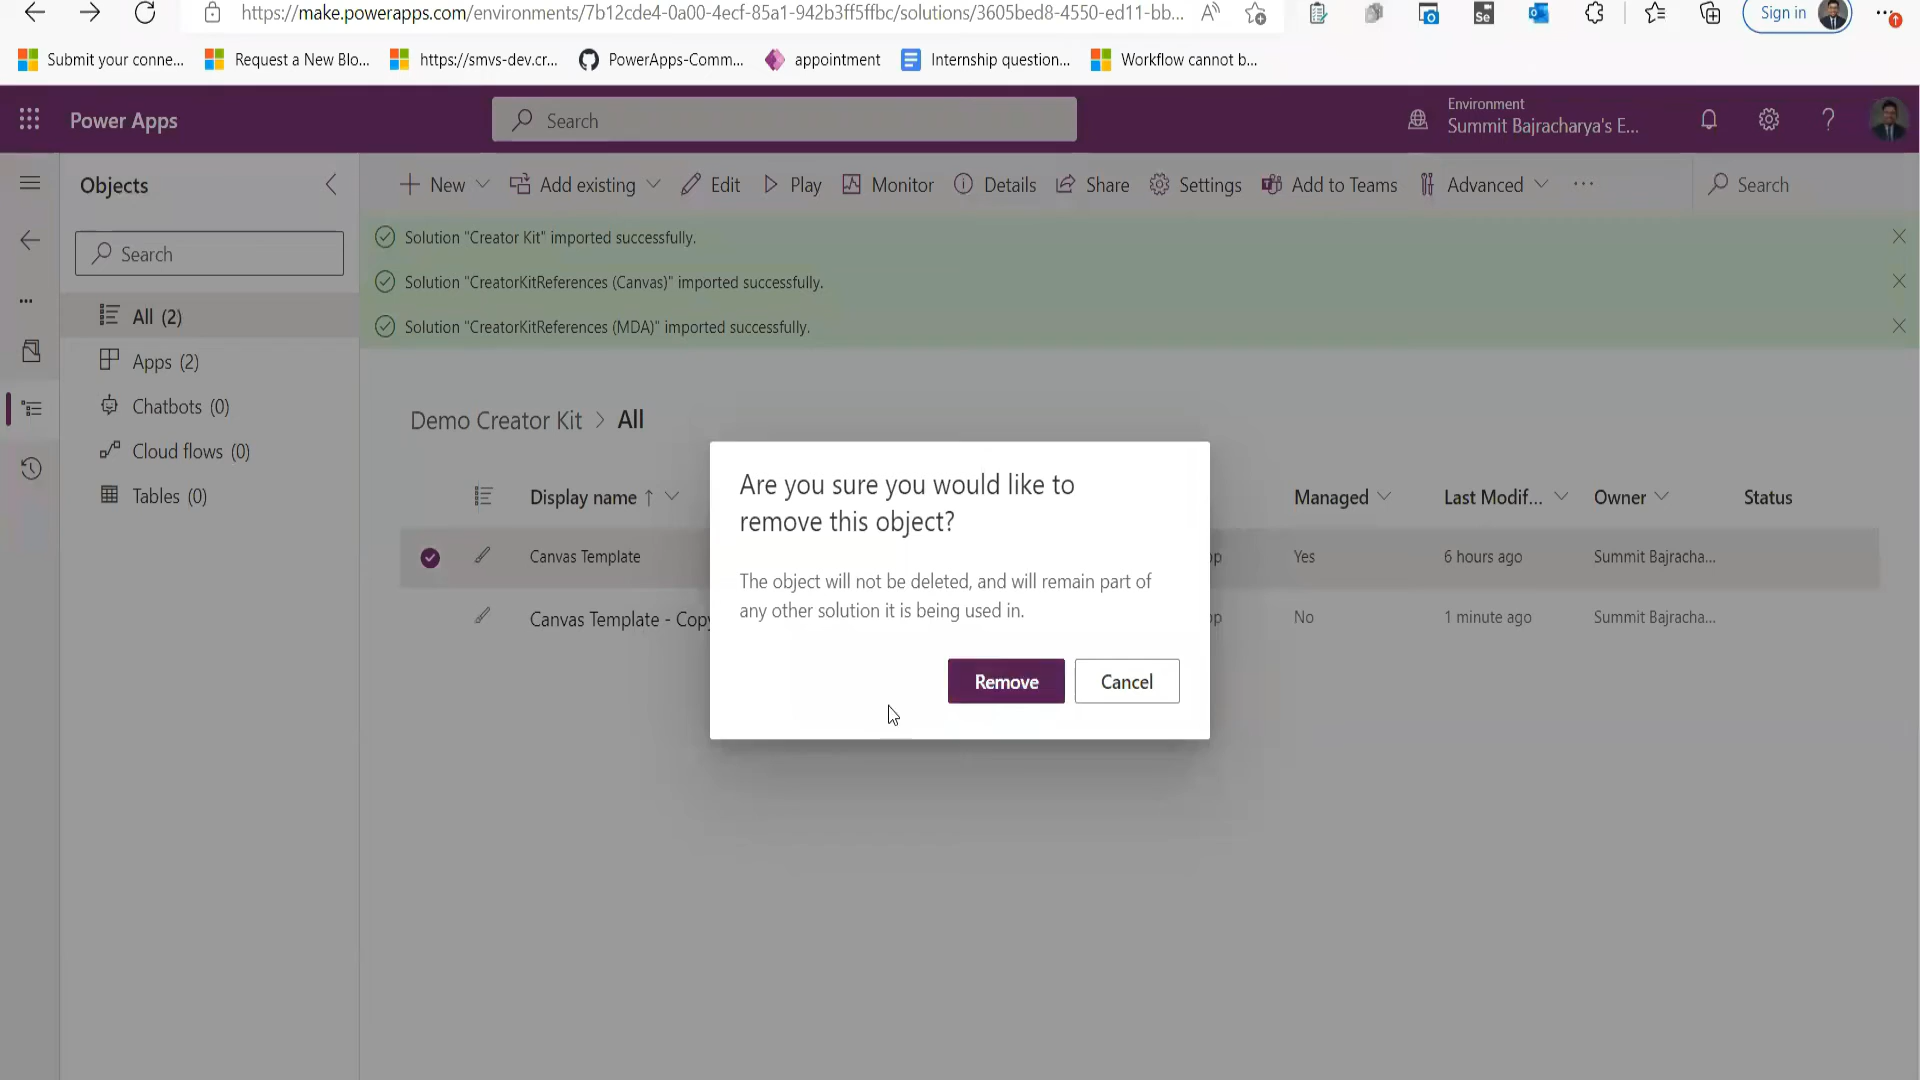 https://make.powerapps.com/environments/7b12cde4-0a00-4ecf-85a1-942b3ff5ffbc/solutions/3605bed8-4550-ed11-bb...
Sign in
Submit your conne...
Request a New Blo...
https://smvs-dev.cr...
PowerApps-Comm...
appointment
Internship question...
Workflow cannot b...
Power Apps
Search
Environment
Summit Bajracharya's E...
Objects
New
Add existing
Edit
Play
Monitor
Details
Share
Settings
Add to Teams
Advanced
Search
Search
Solution "Creator Kit" imported successfully.
Solution "CreatorKitReferences (Canvas)" imported successfully.
Solution "CreatorKitReferences (MDA)" imported successfully.
All (2)
Apps (2)
Chatbots (0)
Cloud flows (0)
Tables (0)
Demo Creator Kit > All
Display name ↑
Managed
Last Modif...
Owner
Status
Canvas Template
Yes
6 hours ago
Summit Bajracha...
Canvas Template - Copy
No
1 minute ago
Summit Bajracha...
Are you sure you would like to
remove this object?
The object will not be deleted, and will remain part of
any other solution it is being used in.
Remove
Cancel